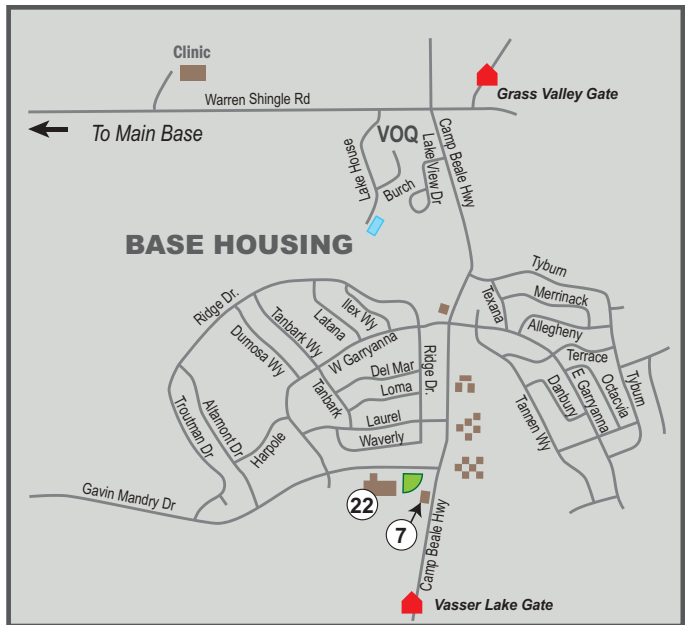 Clinic
Grass Valley Gate
Warren Shingle Rd
To Main Base
VOQ
Lake House
Burch
Lake View Dr
Camp Beale Hwy
BASE HOUSING
Tyburn
Merrinack
Texana
Allegheny
Ridge Dr.
Tanbark Wy
Latana
Ilex Wy
Dumosa Wy
W Garryanna
Ridge Dr.
Terrace
Del Mar
Loma
Tanbark
Danbury
E Garryanna
Octacvia
Tyburn
Tannen Wy
Troutman Dr
Altamont Dr
Harpole
Laurel
Waverly
Gavin Mandry Dr
22
7
Camp Beale Hwy
Vasser Lake Gate